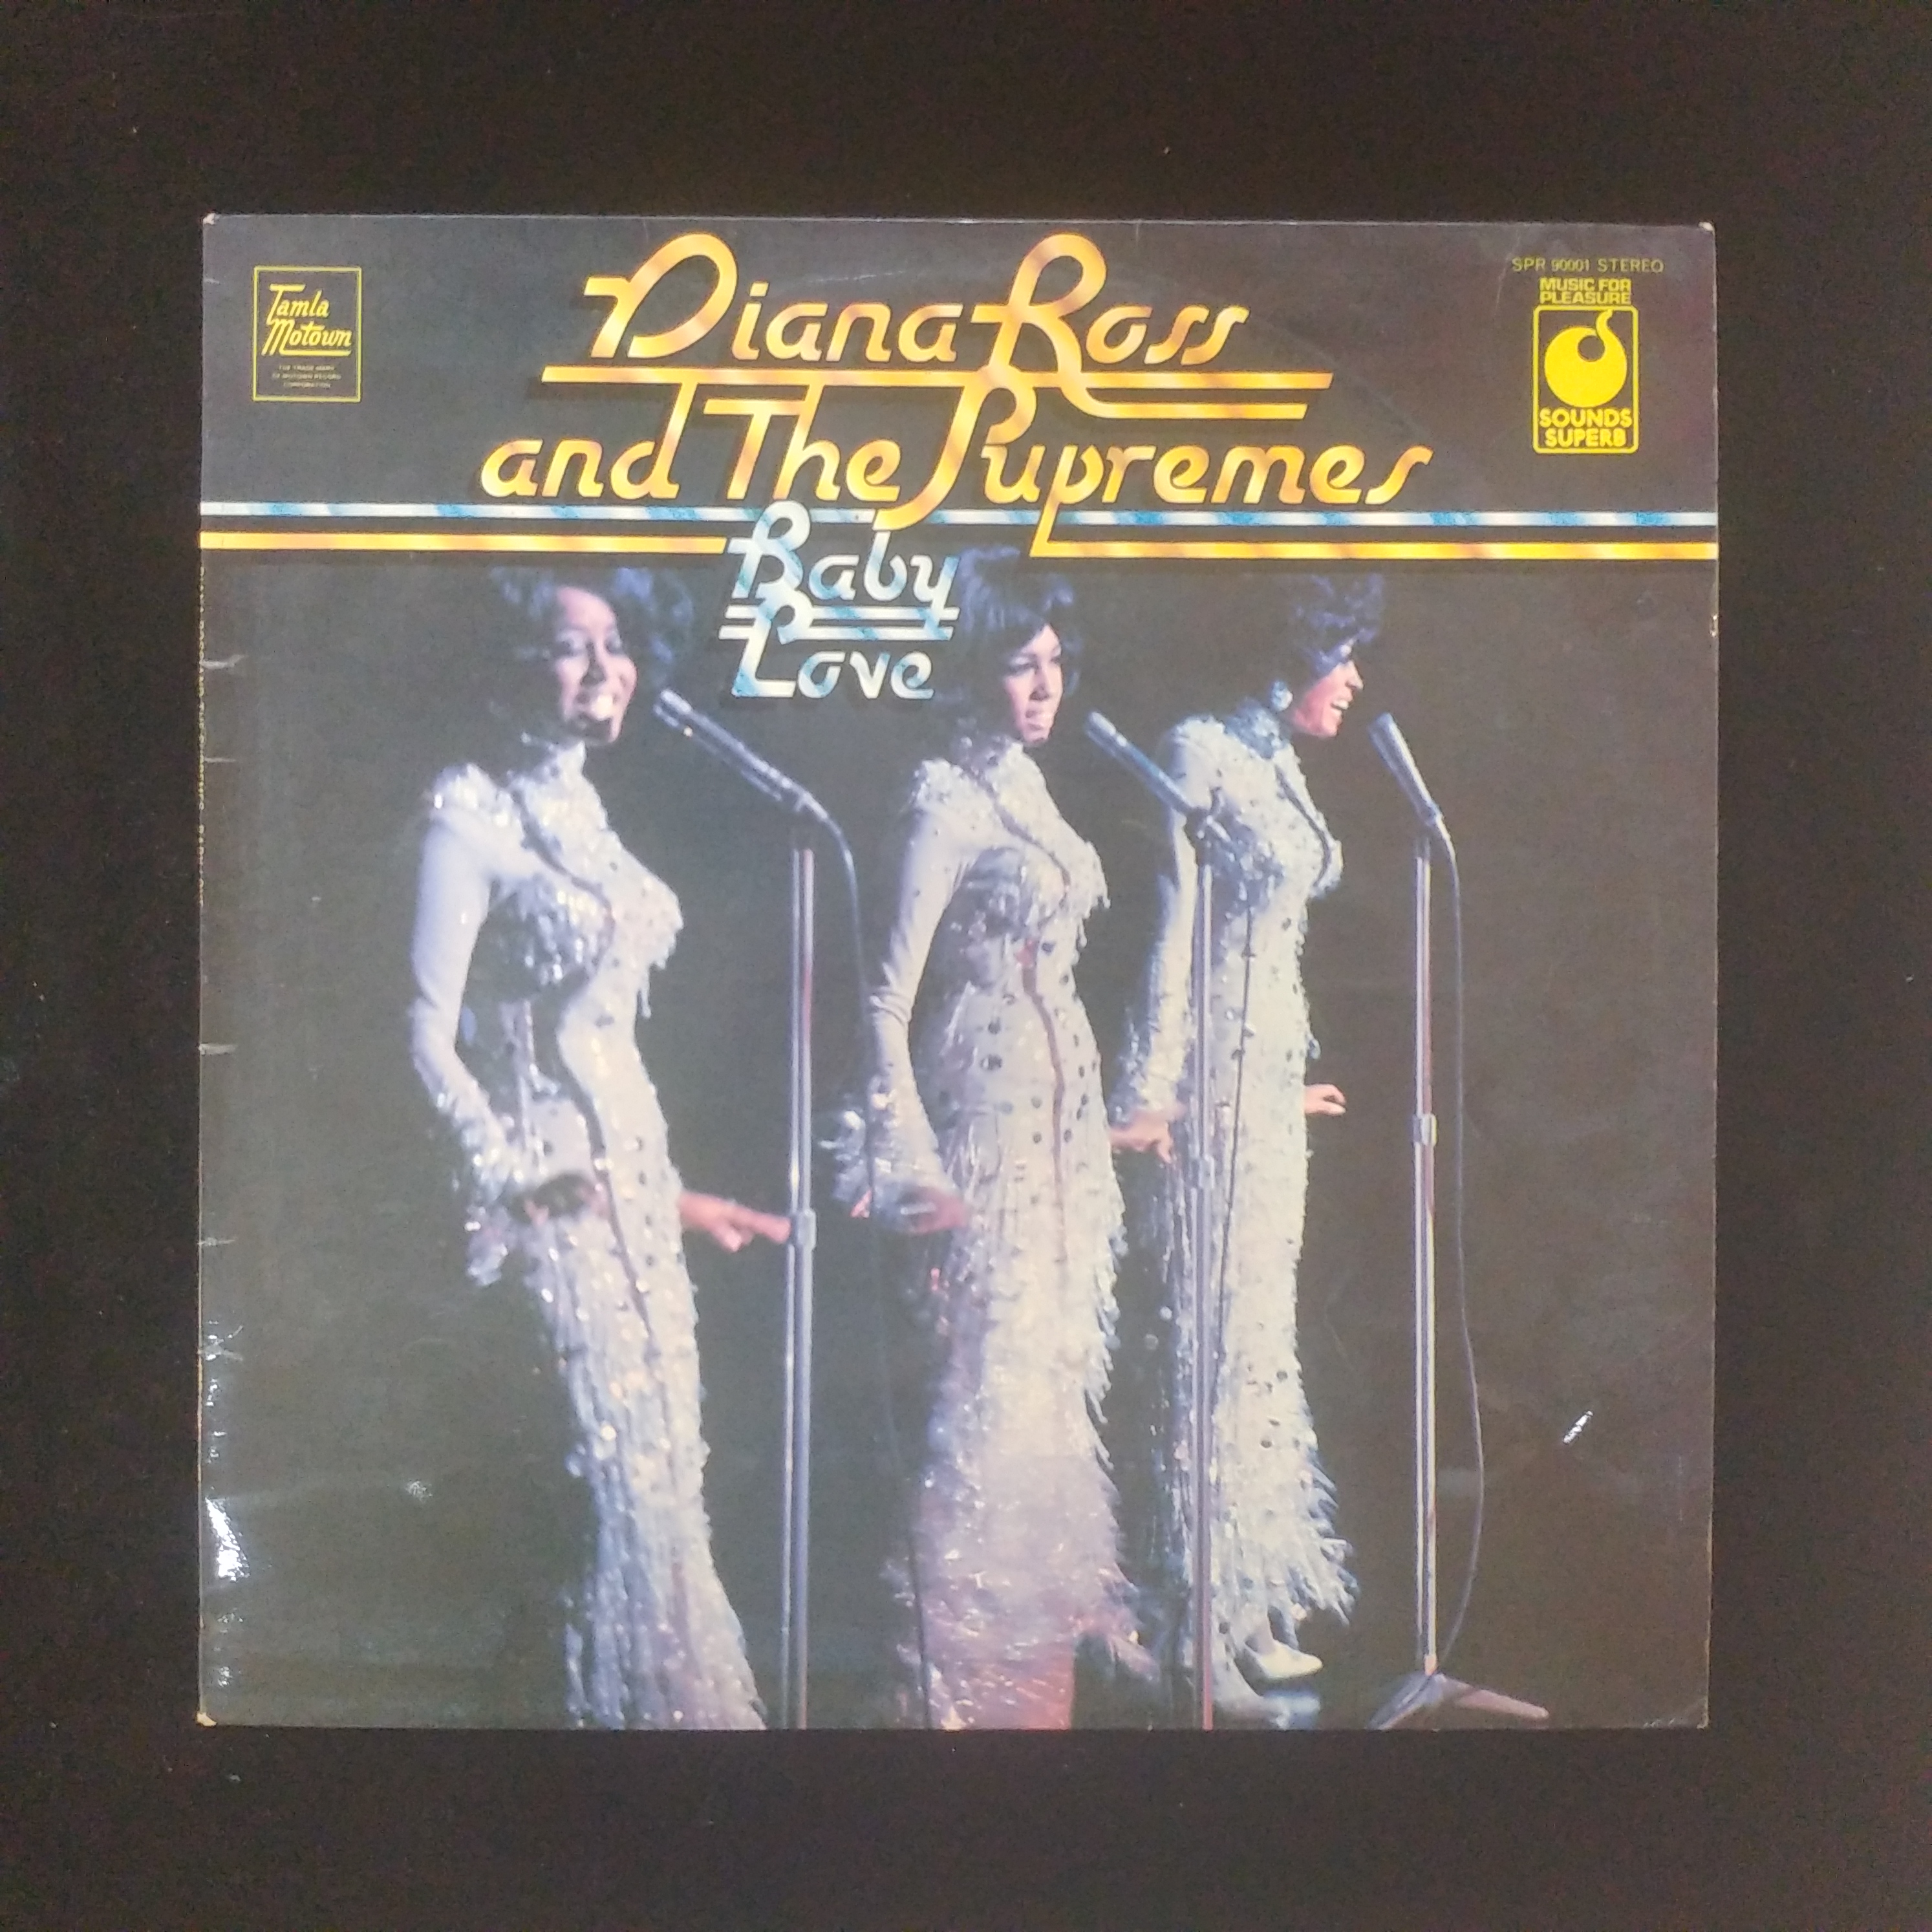 Diana Ross
and The Supremes
Baby
Love
Tamla
Motown
THE TRADE MARK
OF MOTOWN RECORD
CORPORATION
SPR 90001 STEREO
MUSIC FOR
PLEASURE
SOUNDS
SUPERB